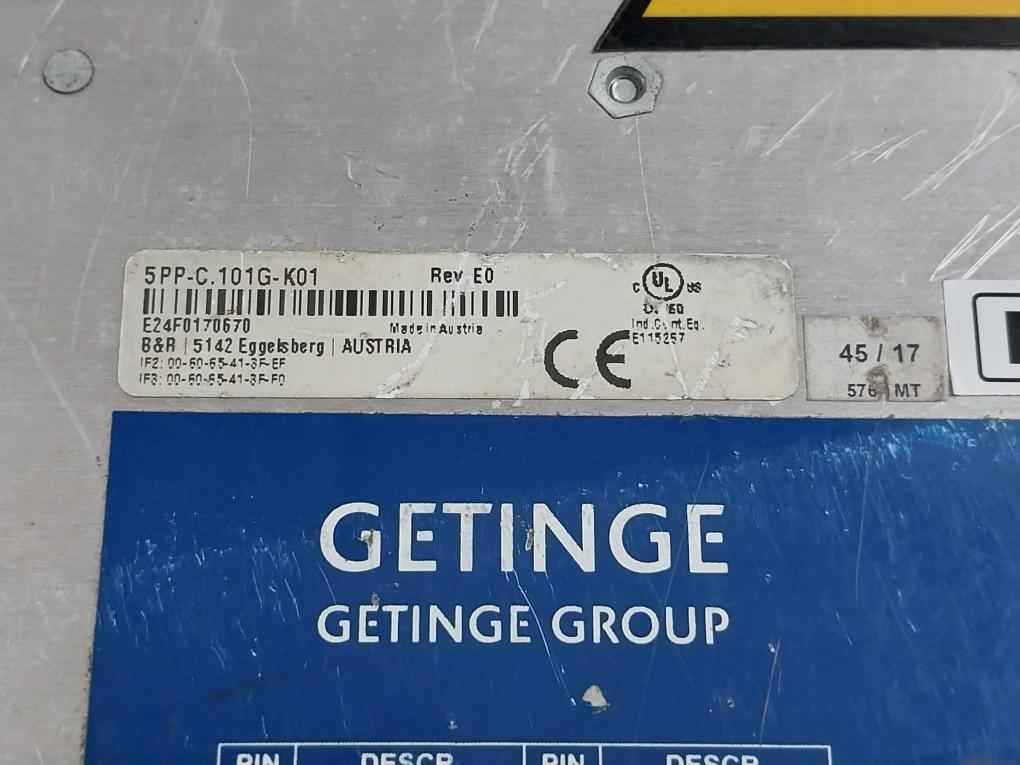 5PP-C.101G-K01 Rev. E0
E24F0170670 Made in Austria
B&R | 5142 Eggelsberg | AUSTRIA
IF2: 00-60-65-41-3F-EF
IF3: 00-60-65-41-3F-F0
C UL US
Ind.Cont.Eq.
E115267
CE
45 / 17
MT
GETINGE
GETINGE GROUP
PIN DESCR PIN DESCR